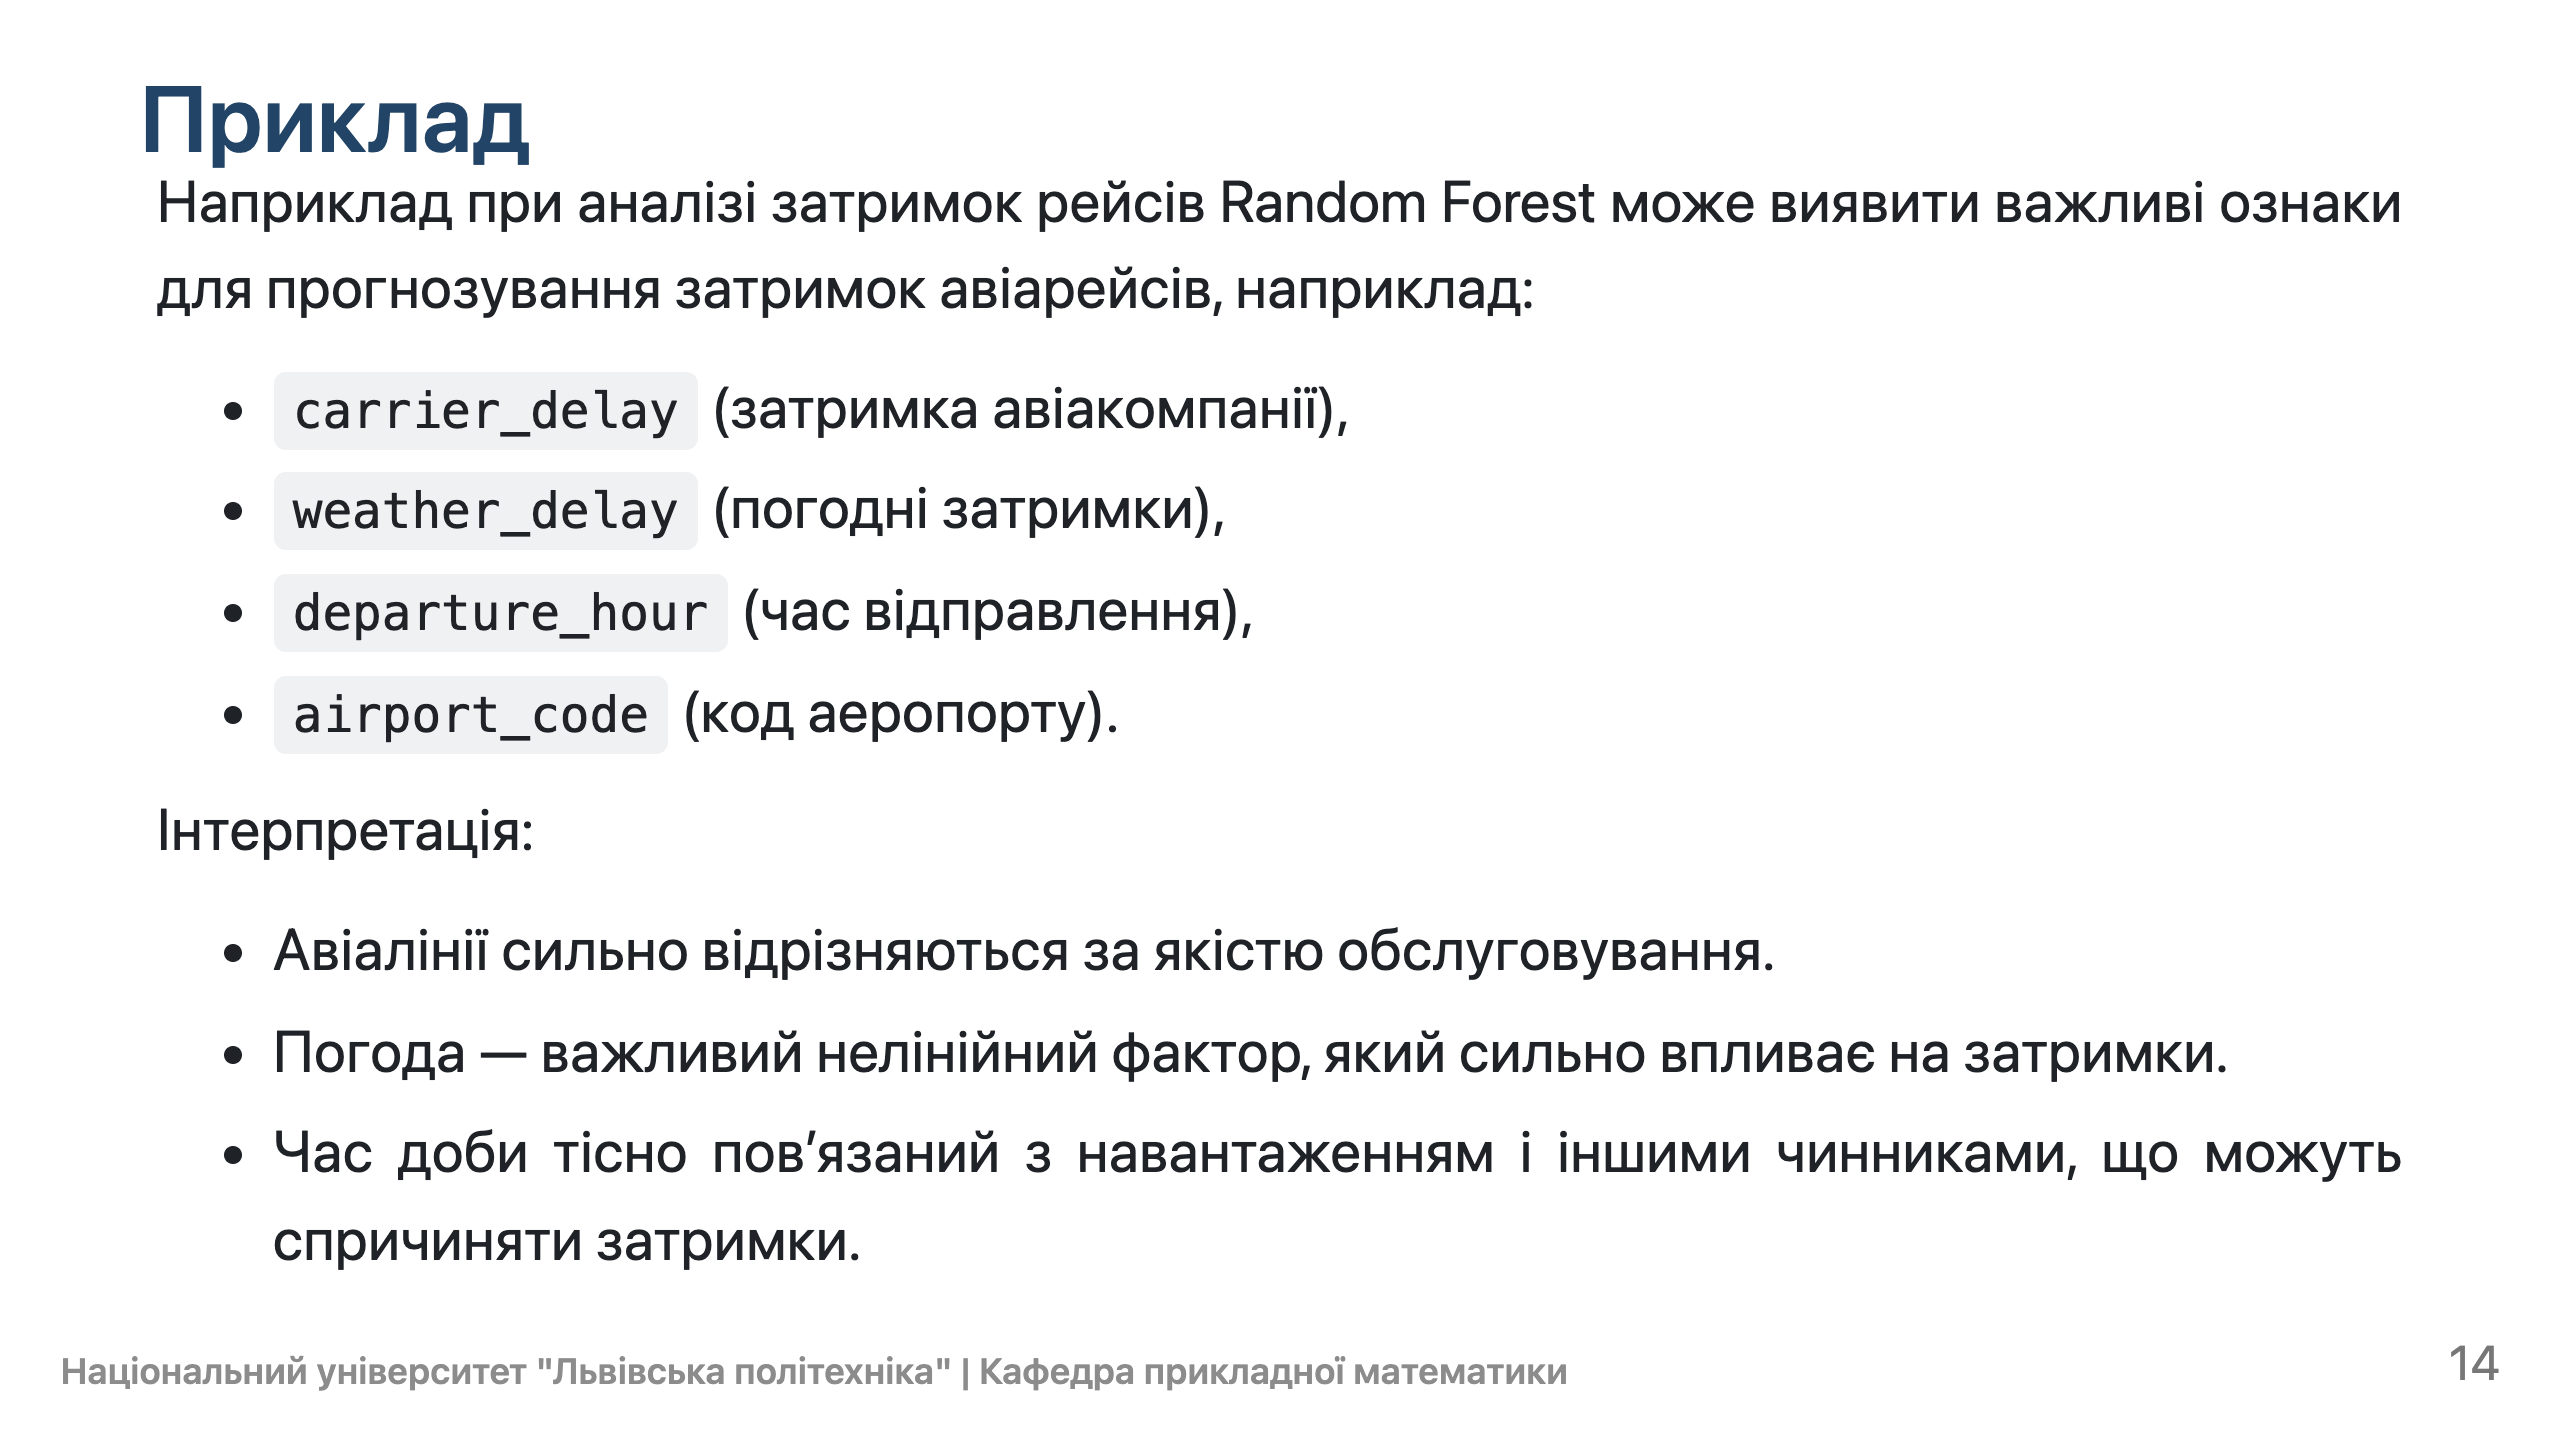 Приклад
Наприклад при аналізі затримок рейсів Random Forest може виявити важливі ознаки
для прогнозування затримок авіарейсів, наприклад:
• carrier_delay (затримка авіакомпанії),
• weather_delay (погодні затримки),
• departure_hour (час відправлення),
• airport_code (код аеропорту).
Інтерпретація:
• Авіалінії сильно відрізняються за якістю обслуговування.
• Погода — важливий нелінійний фактор, який сильно впливає на затримки.
• Час доби тісно пов’язаний з навантаженням і іншими чинниками, що можуть
спричиняти затримки.
Національний університет "Львівська політехніка" | Кафедра прикладної математики
14